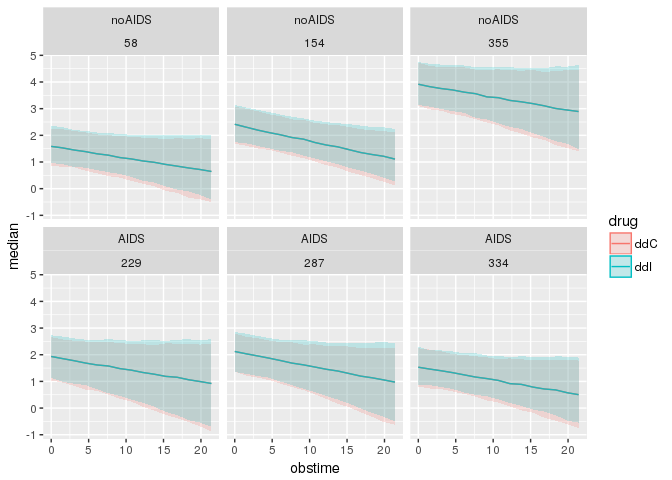 noAIDS noAIDS noAIDS
58 154 355
5
4
3
2
1
0
-1
AIDS AIDS AIDS
229 287 334
5
4
3
2
1
0
-1
0 5 10 15 20 0 5 10 15 20 0 5 10 15 20
obstime
median
drug
ddC
ddI